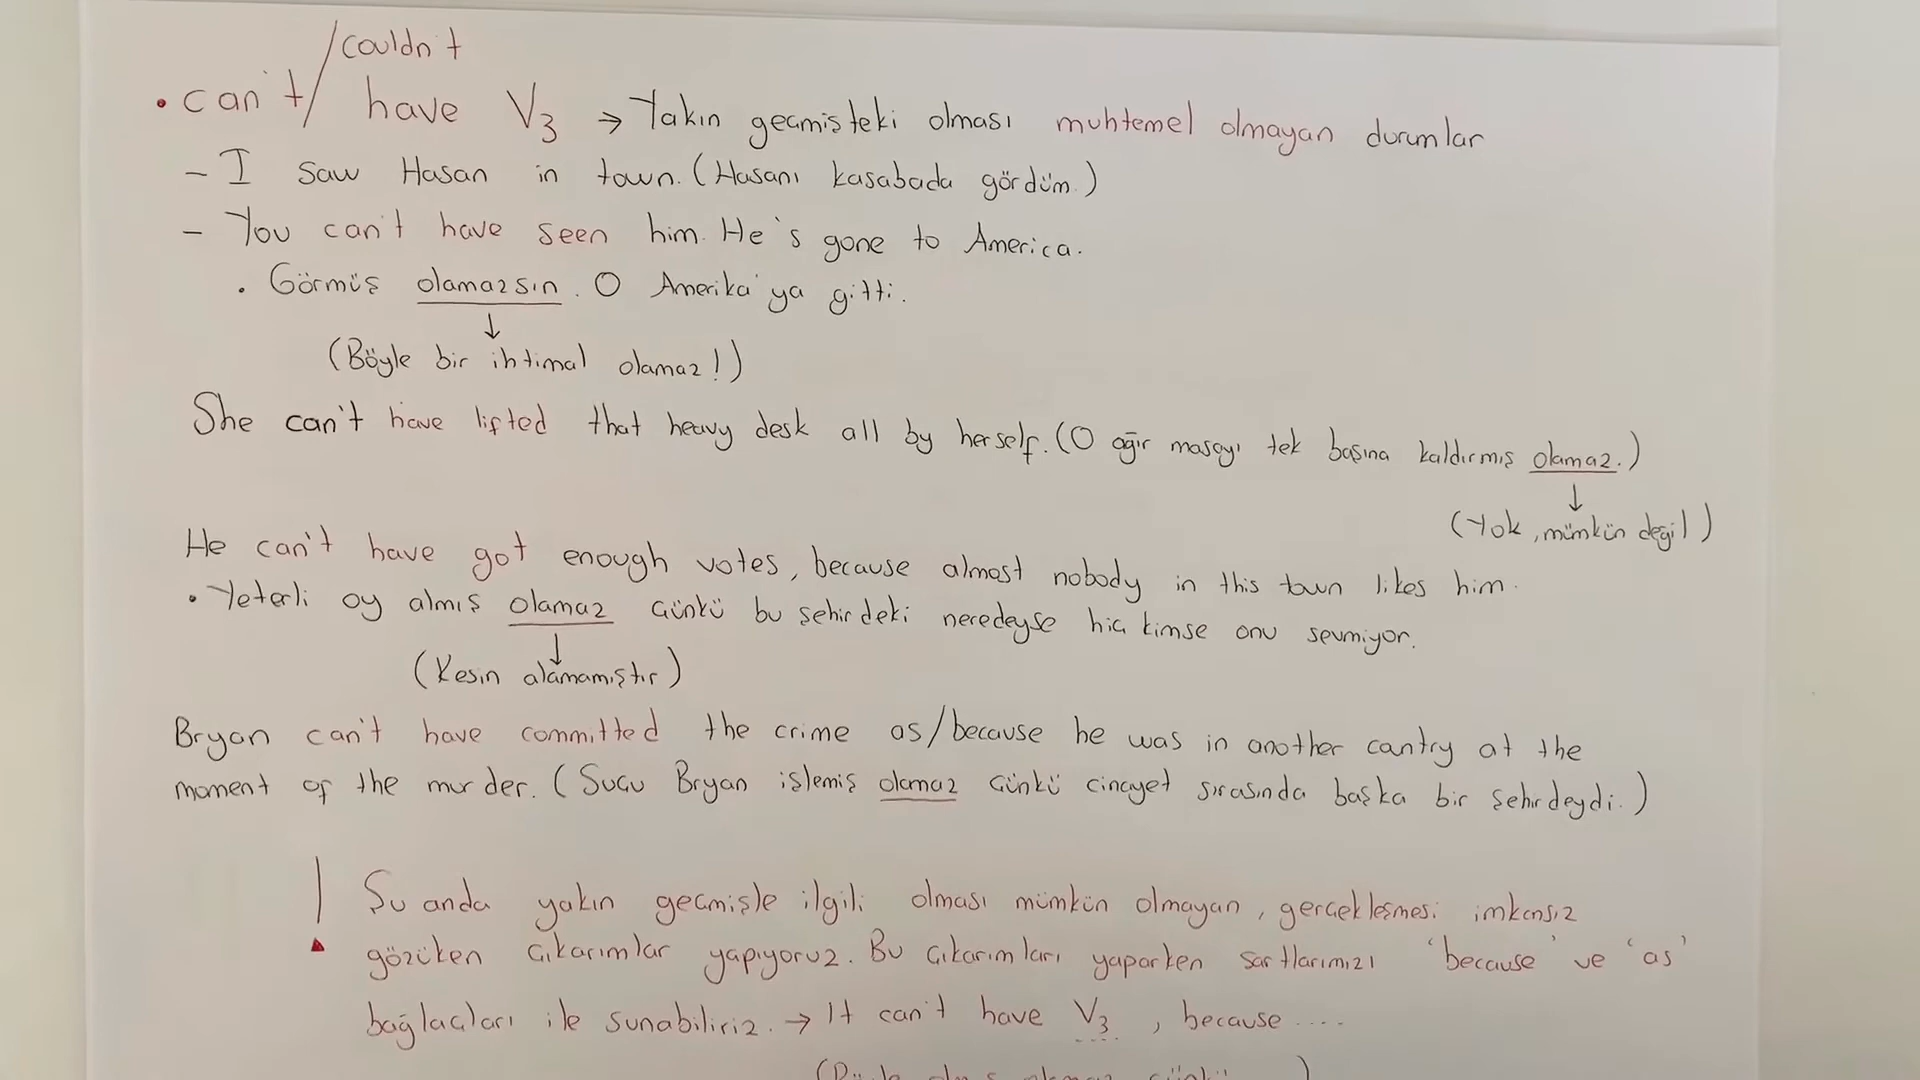 /couldn't
• can't/ have V3 → Yakın geçmişteki olması muhtemel olmayan durumlar
- I saw Hasan in town. (Hasanı kasabada gördüm.)
- You can't have seen him. He's gone to America.
• Görmüş olamazsın. O Amerika'ya gitti.
↓
(Böyle bir ihtimal olamaz!)
She can't have lifted that heavy desk all by herself. (O ağır masayı tek başına kaldırmış olamaz.)
↓
(Yok, mümkün değil)
He can't have got enough votes, because almost nobody in this town likes him.
• Yeterli oy almış olamaz çünkü bu şehirdeki neredeyse hiç kimse onu sevmiyor.
↓
(Kesin alamamıştır)
Bryan can't have committed the crime as/because he was in another cantry at the
moment of the murder. (Suçu Bryan işlemiş olamaz çünkü cinayet sırasında başka bir şehirdeydi.)
! Şu anda yakın geçmişle ilgili olması mümkün olmayan, gerçekleşmesi imkansız
gözüken çıkarımlar yapıyoruz. Bu çıkarımları yaparken şartlarımızı 'because' ve 'as'
bağlaçları ile sunabiliriz. → It can't have V3, because ....